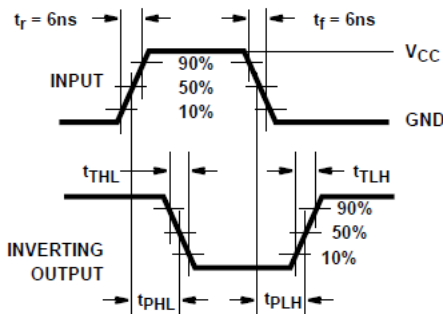 tr = 6ns
tf = 6ns
VCC
90%
INPUT
50%
10%
GND
tTHL
tTLH
90%
50%
INVERTING
OUTPUT
10%
tPHL
tPLH